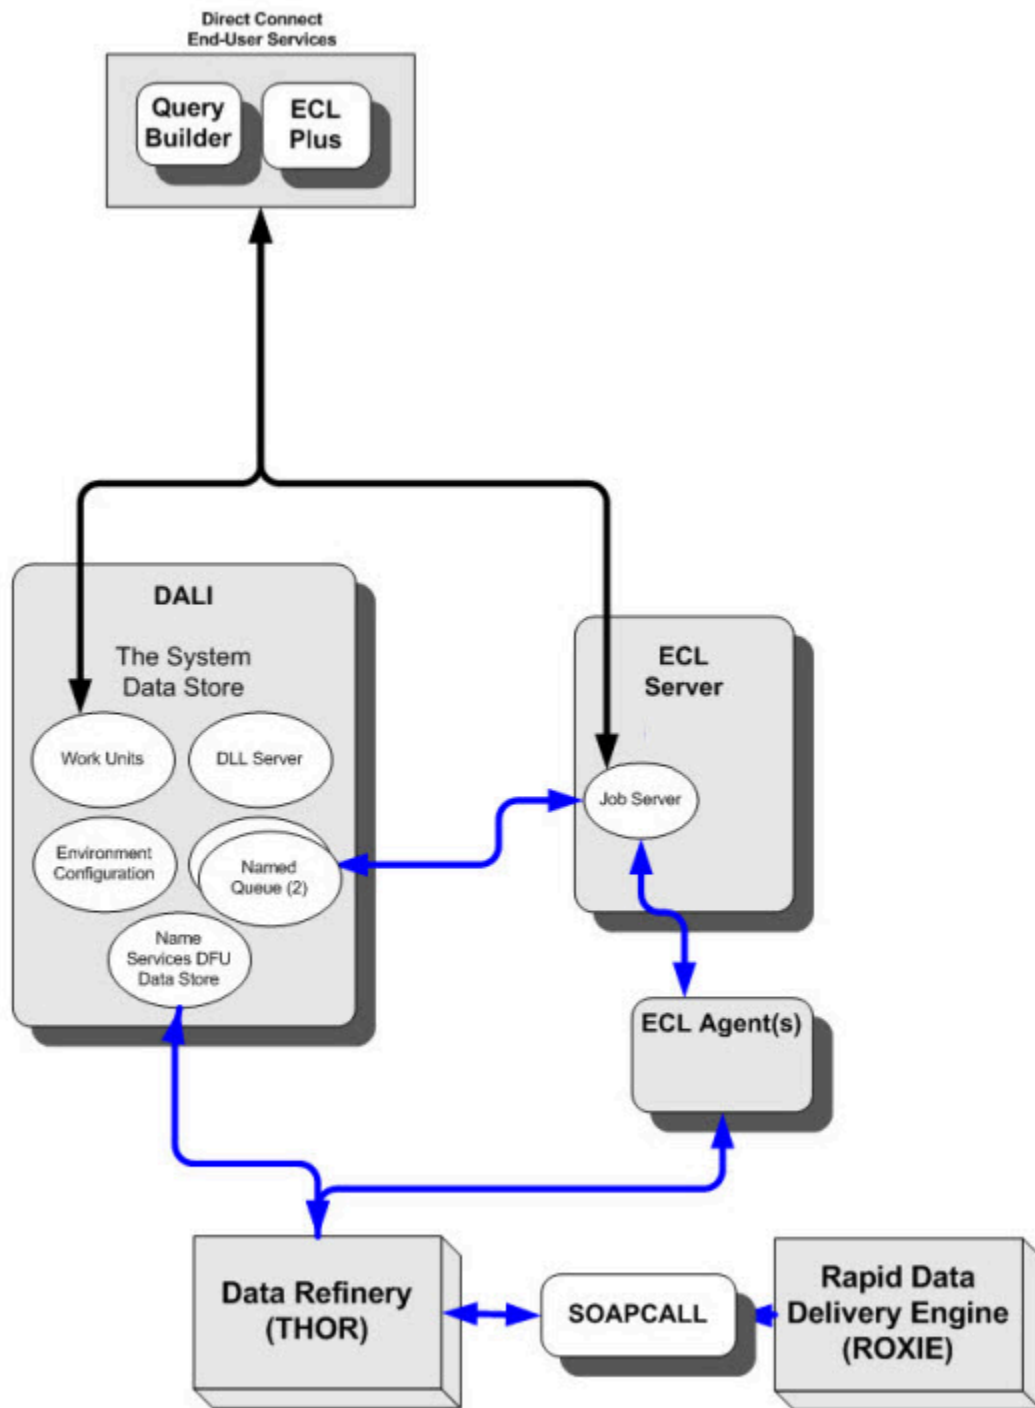 Direct Connect
End-User Services
Query
Builder
ECL
Plus
DALI
The System
Data Store
Work Units
DLL Server
Environment
Configuration
Named
Queue (2)
Name
Services DFU
Data Store
ECL
Server
Job Server
ECL Agent(s)
Data Refinery
(THOR)
SOAPCALL
Rapid Data
Delivery Engine
(ROXIE)